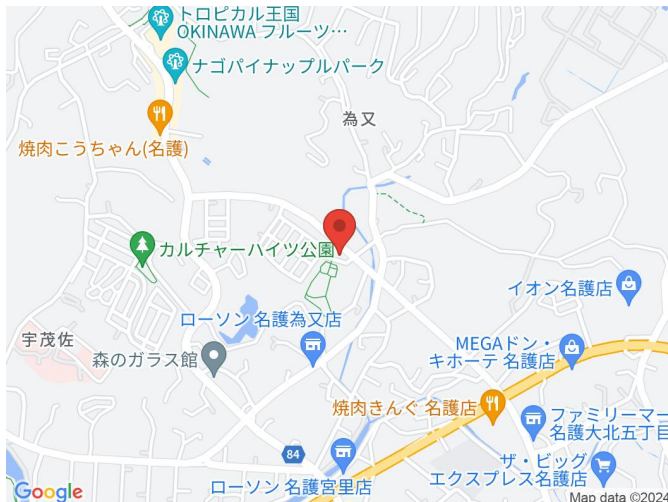 トロピカル王国
OKINAWA フルーツ…
ナゴパイナップルパーク
為又
焼肉こうちゃん(名護)
カルチャーハイツ公園
イオン名護店
ローソン 名護為又店
宇茂佐
MEGAドン・
キホーテ 名護店
森のガラス館
焼肉きんぐ 名護店
ファミリーマー
名護大北五丁目
84
ザ・ビッグ
エクスプレス名護店
ローソン 名護宮里店
Google
Map data ©2024